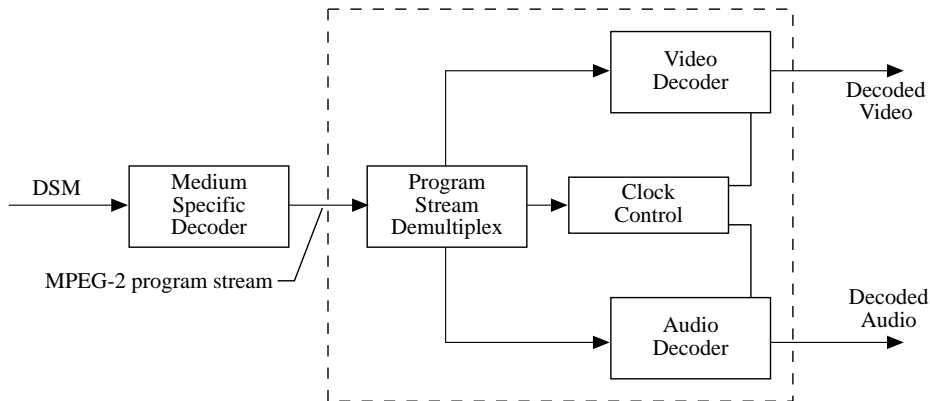 Video
Decoder
Decoded
Video
DSM
Medium
Specific
Decoder
Program
Stream
Demultiplex
Clock
Control
MPEG-2 program stream
Audio
Decoder
Decoded
Audio